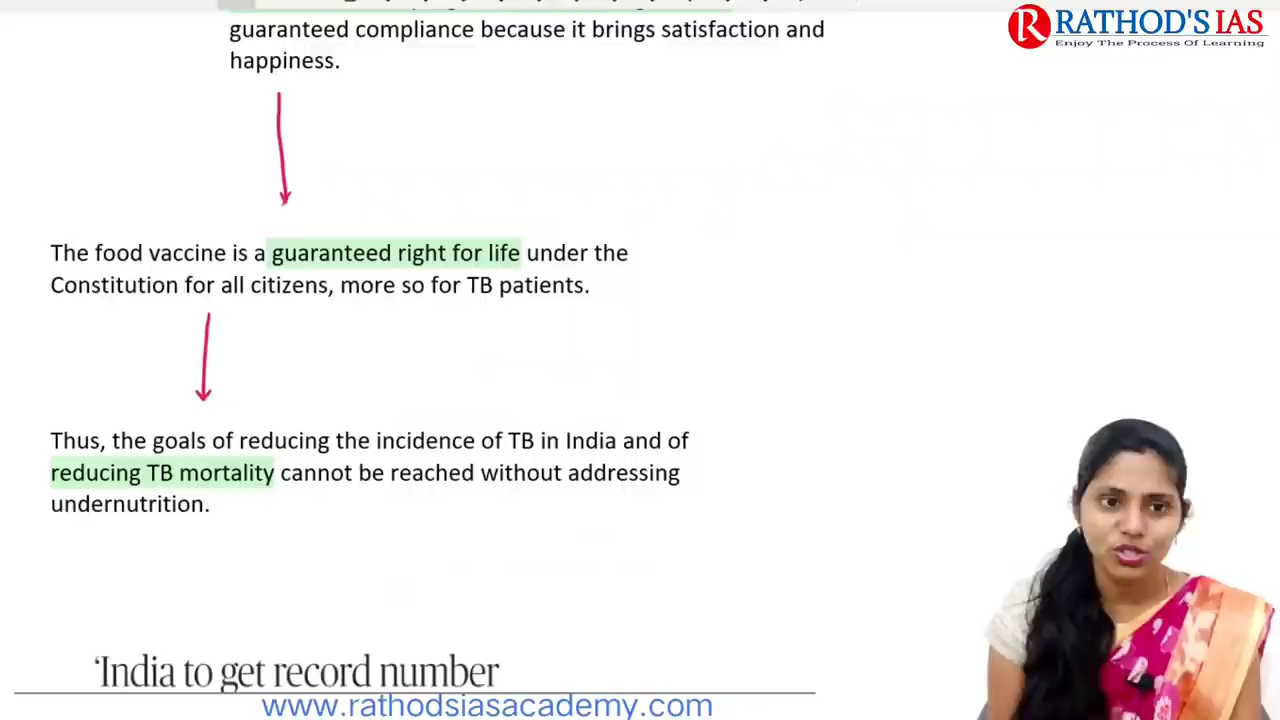 guaranteed compliance because it brings satisfaction and
happiness.
RATHOD'S IAS
Enjoy The Process Of Learning
The food vaccine is a guaranteed right for life under the
Constitution for all citizens, more so for TB patients.
Thus, the goals of reducing the incidence of TB in India and of
reducing TB mortality cannot be reached without addressing
undernutrition.
'India to get record number
www.rathodsiasacademy.com